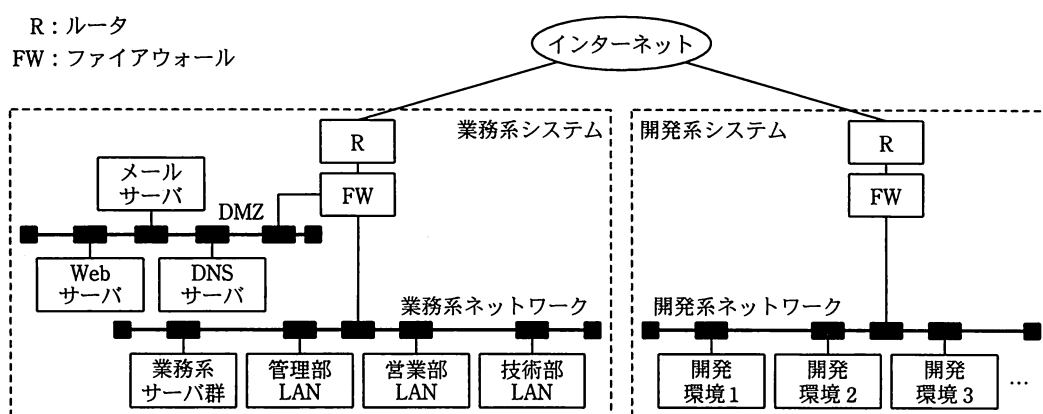 R:ルータ
FW:ファイアウォール
インターネット
業務系システム
R
FW
メール
サーバ
DMZ
Web
サーバ
DNS
サーバ
業務系ネットワーク
業務系
サーバ群
管理部
LAN
営業部
LAN
技術部
LAN
開発系システム
R
FW
開発系ネットワーク
開発
環境1
開発
環境2
開発
環境3
…